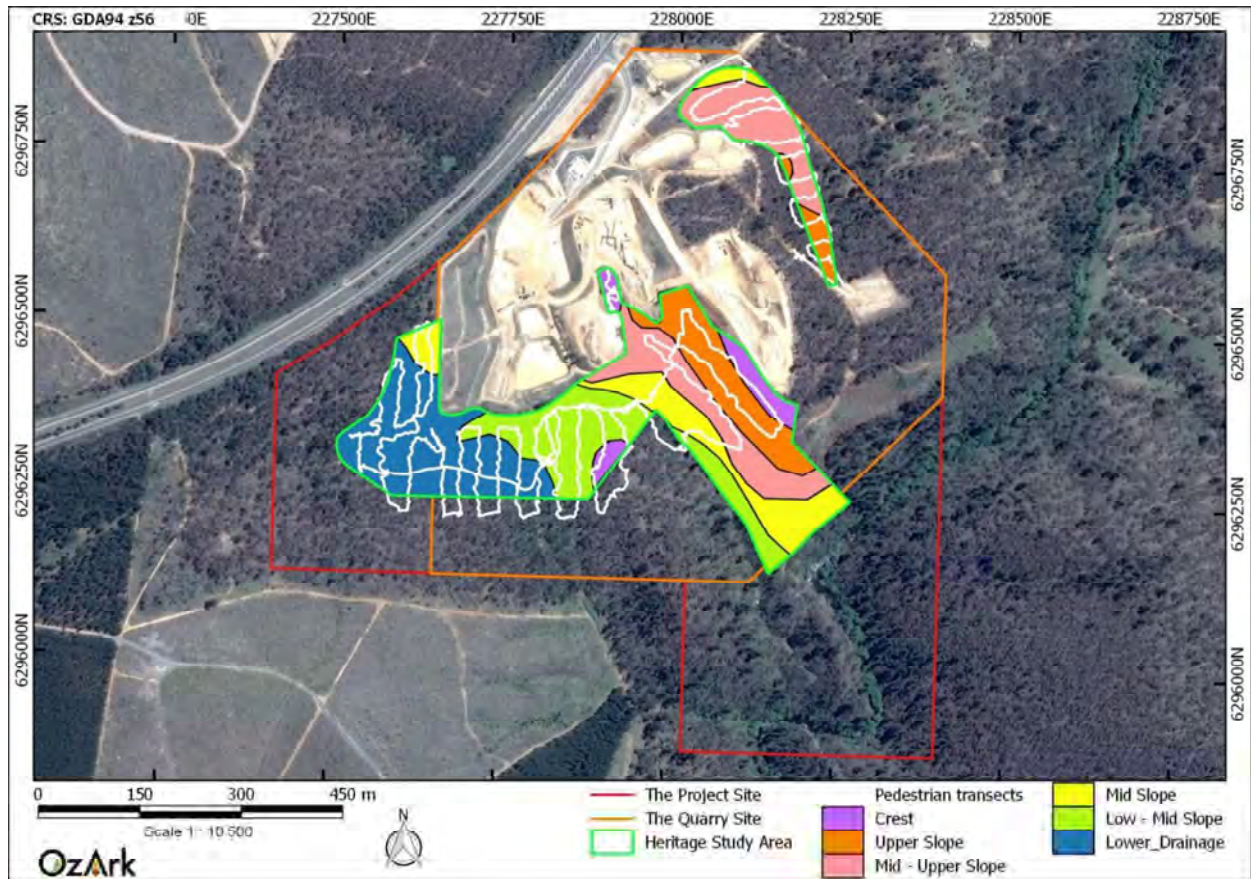 CRS: GDA94 z56
0E
227500E
227750E
228000E
228250E
228500E
228750E
6296750N
6296500N
6296250N
6296000N
6296750N
6296500N
6296250N
6296000N
0 150 300 450 m
Scale 1 : 10 500
N
OzArk
The Project Site
The Quarry Site
Heritage Study Area
Pedestrian transects
Crest
Upper Slope
Mid - Upper Slope
Mid Slope
Low - Mid Slope
Lower_Drainage